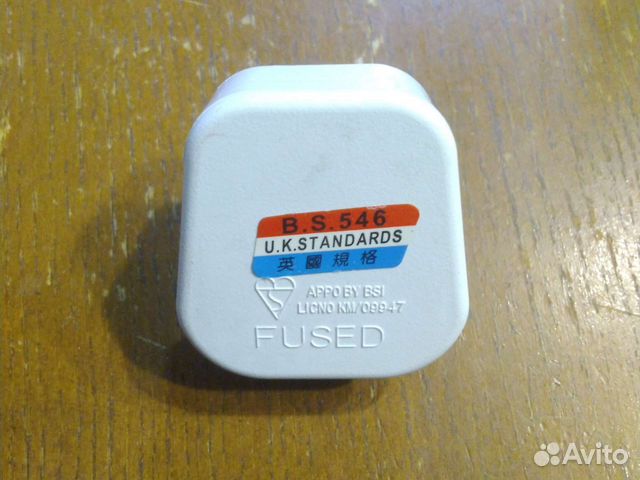 B.S.546
U.K.STANDARDS
英國規格
APPO BY BSI
LICNO KM/09947
FUSED
Avito